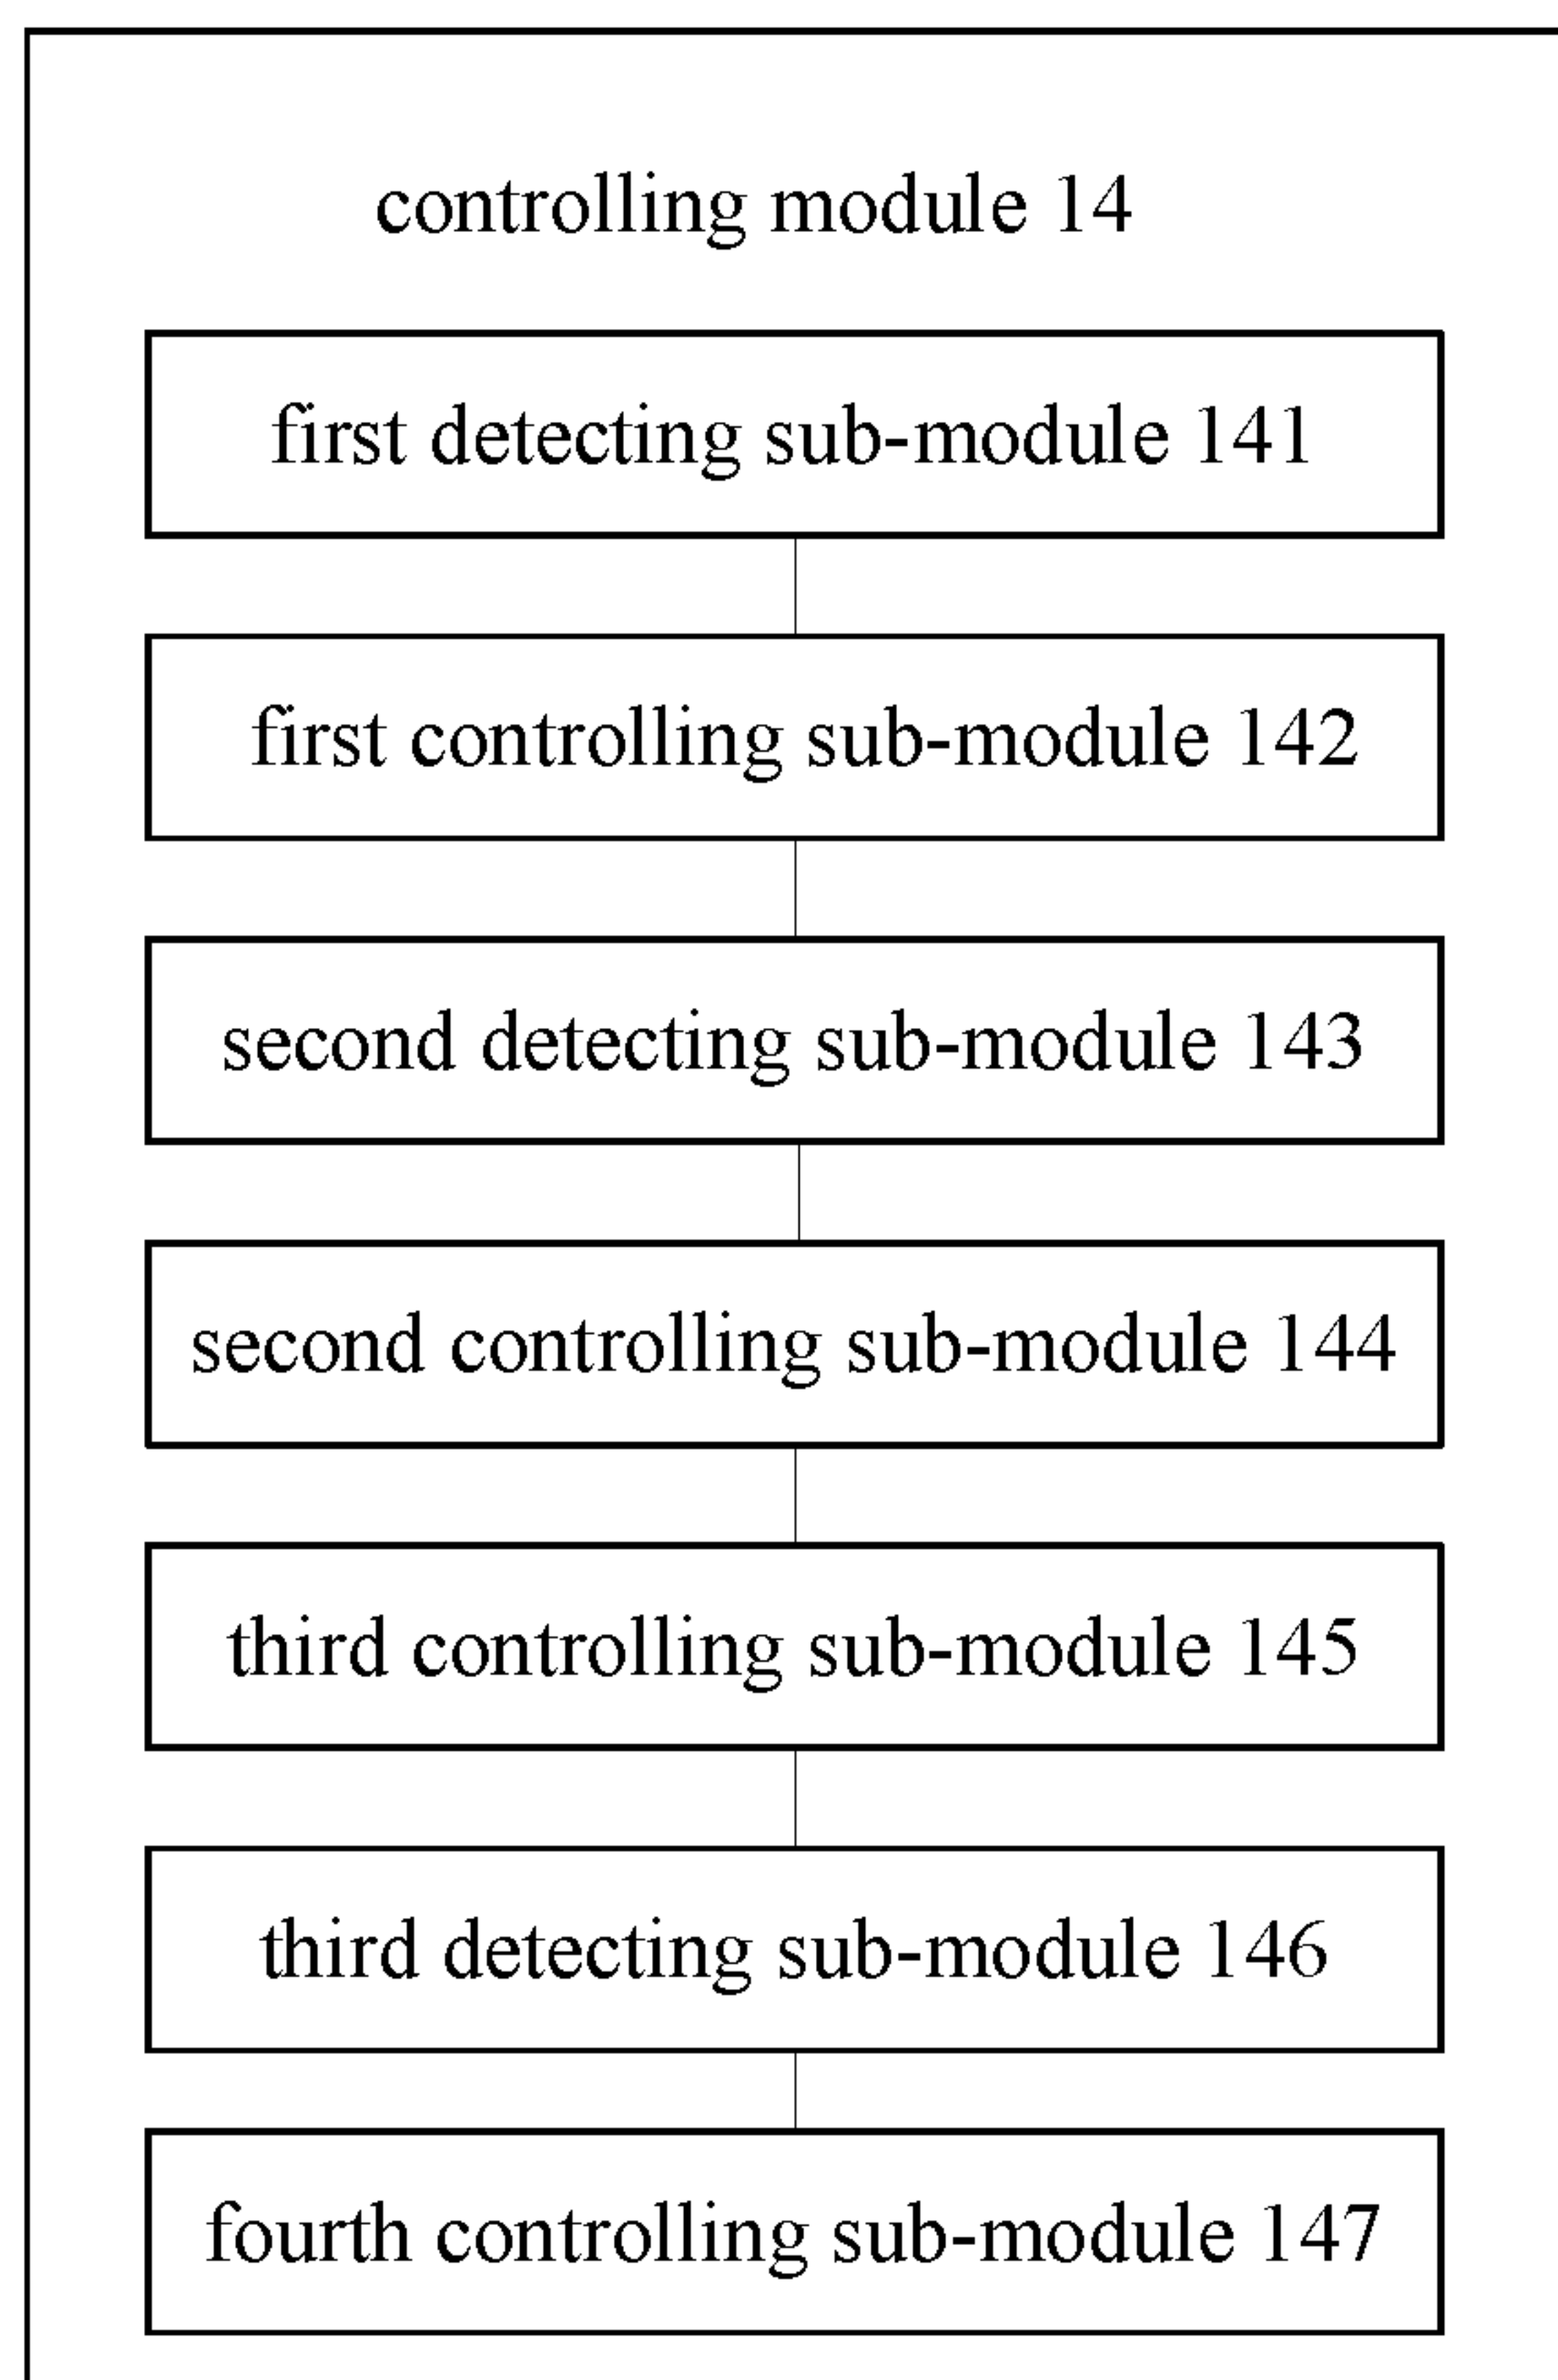 controlling module 14
first detecting sub-module 141
first controlling sub-module 142
second detecting sub-module 143
second controlling sub-module 144
third controlling sub-module 145
third detecting sub-module 146
fourth controlling sub-module 147